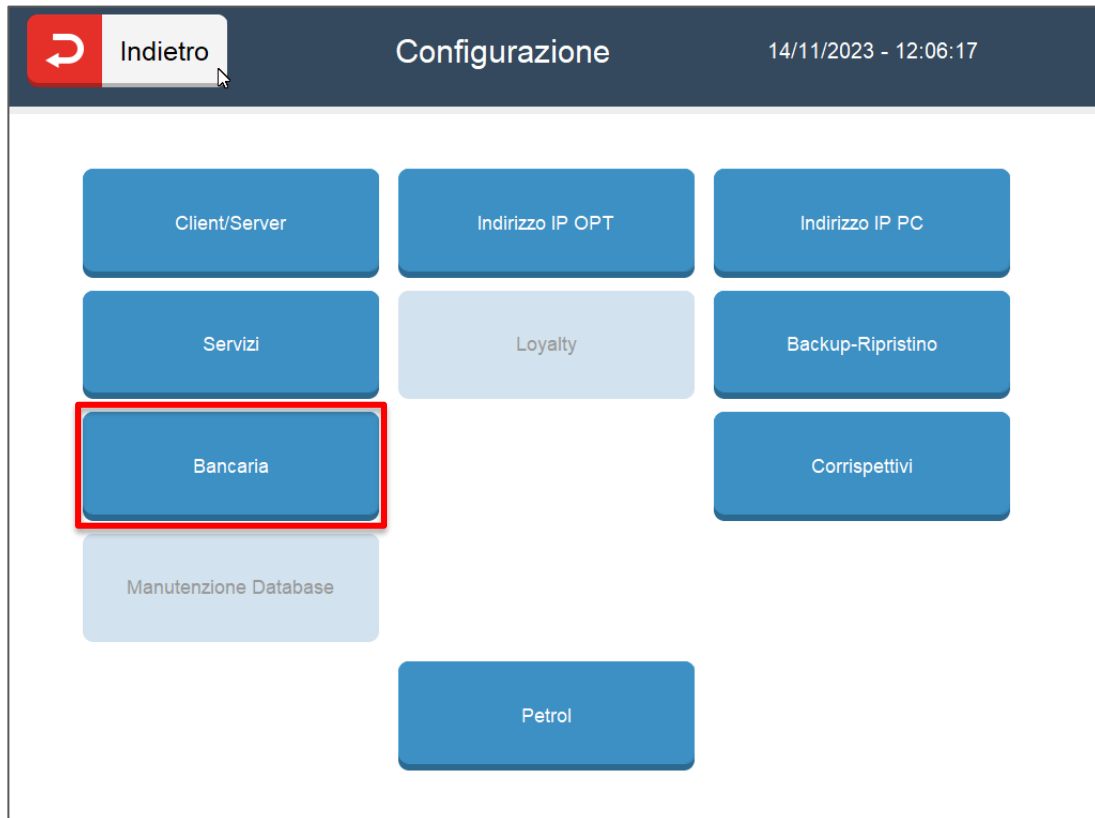 Indietro
Configurazione
14/11/2023 - 12:06:17
Client/Server
Indirizzo IP OPT
Indirizzo IP PC
Servizi
Loyalty
Backup-Ripristino
Bancaria
Corrispettivi
Manutenzione Database
Petrol